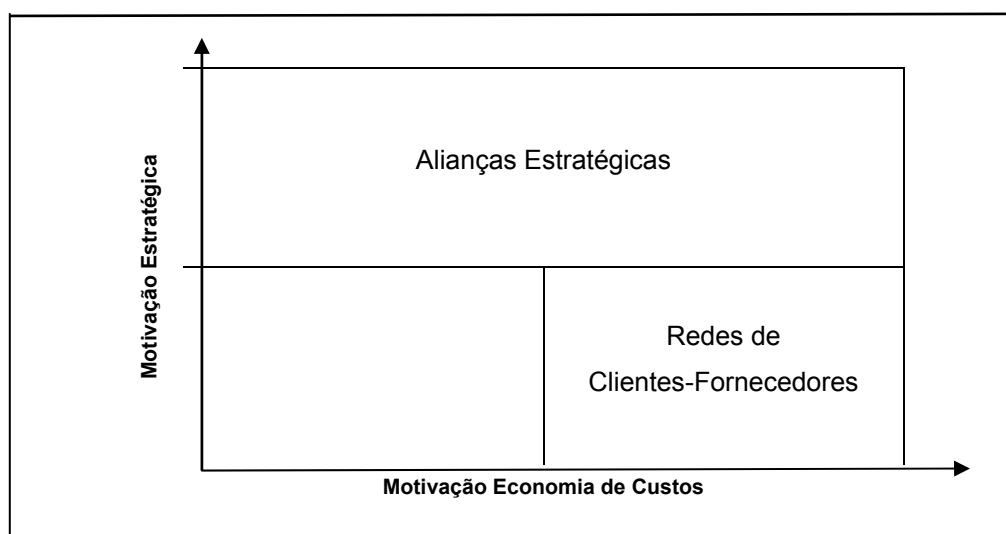 Motivação Estratégica
Alianças Estratégicas
Redes de
Clientes-Fornecedores
Motivação Economia de Custos